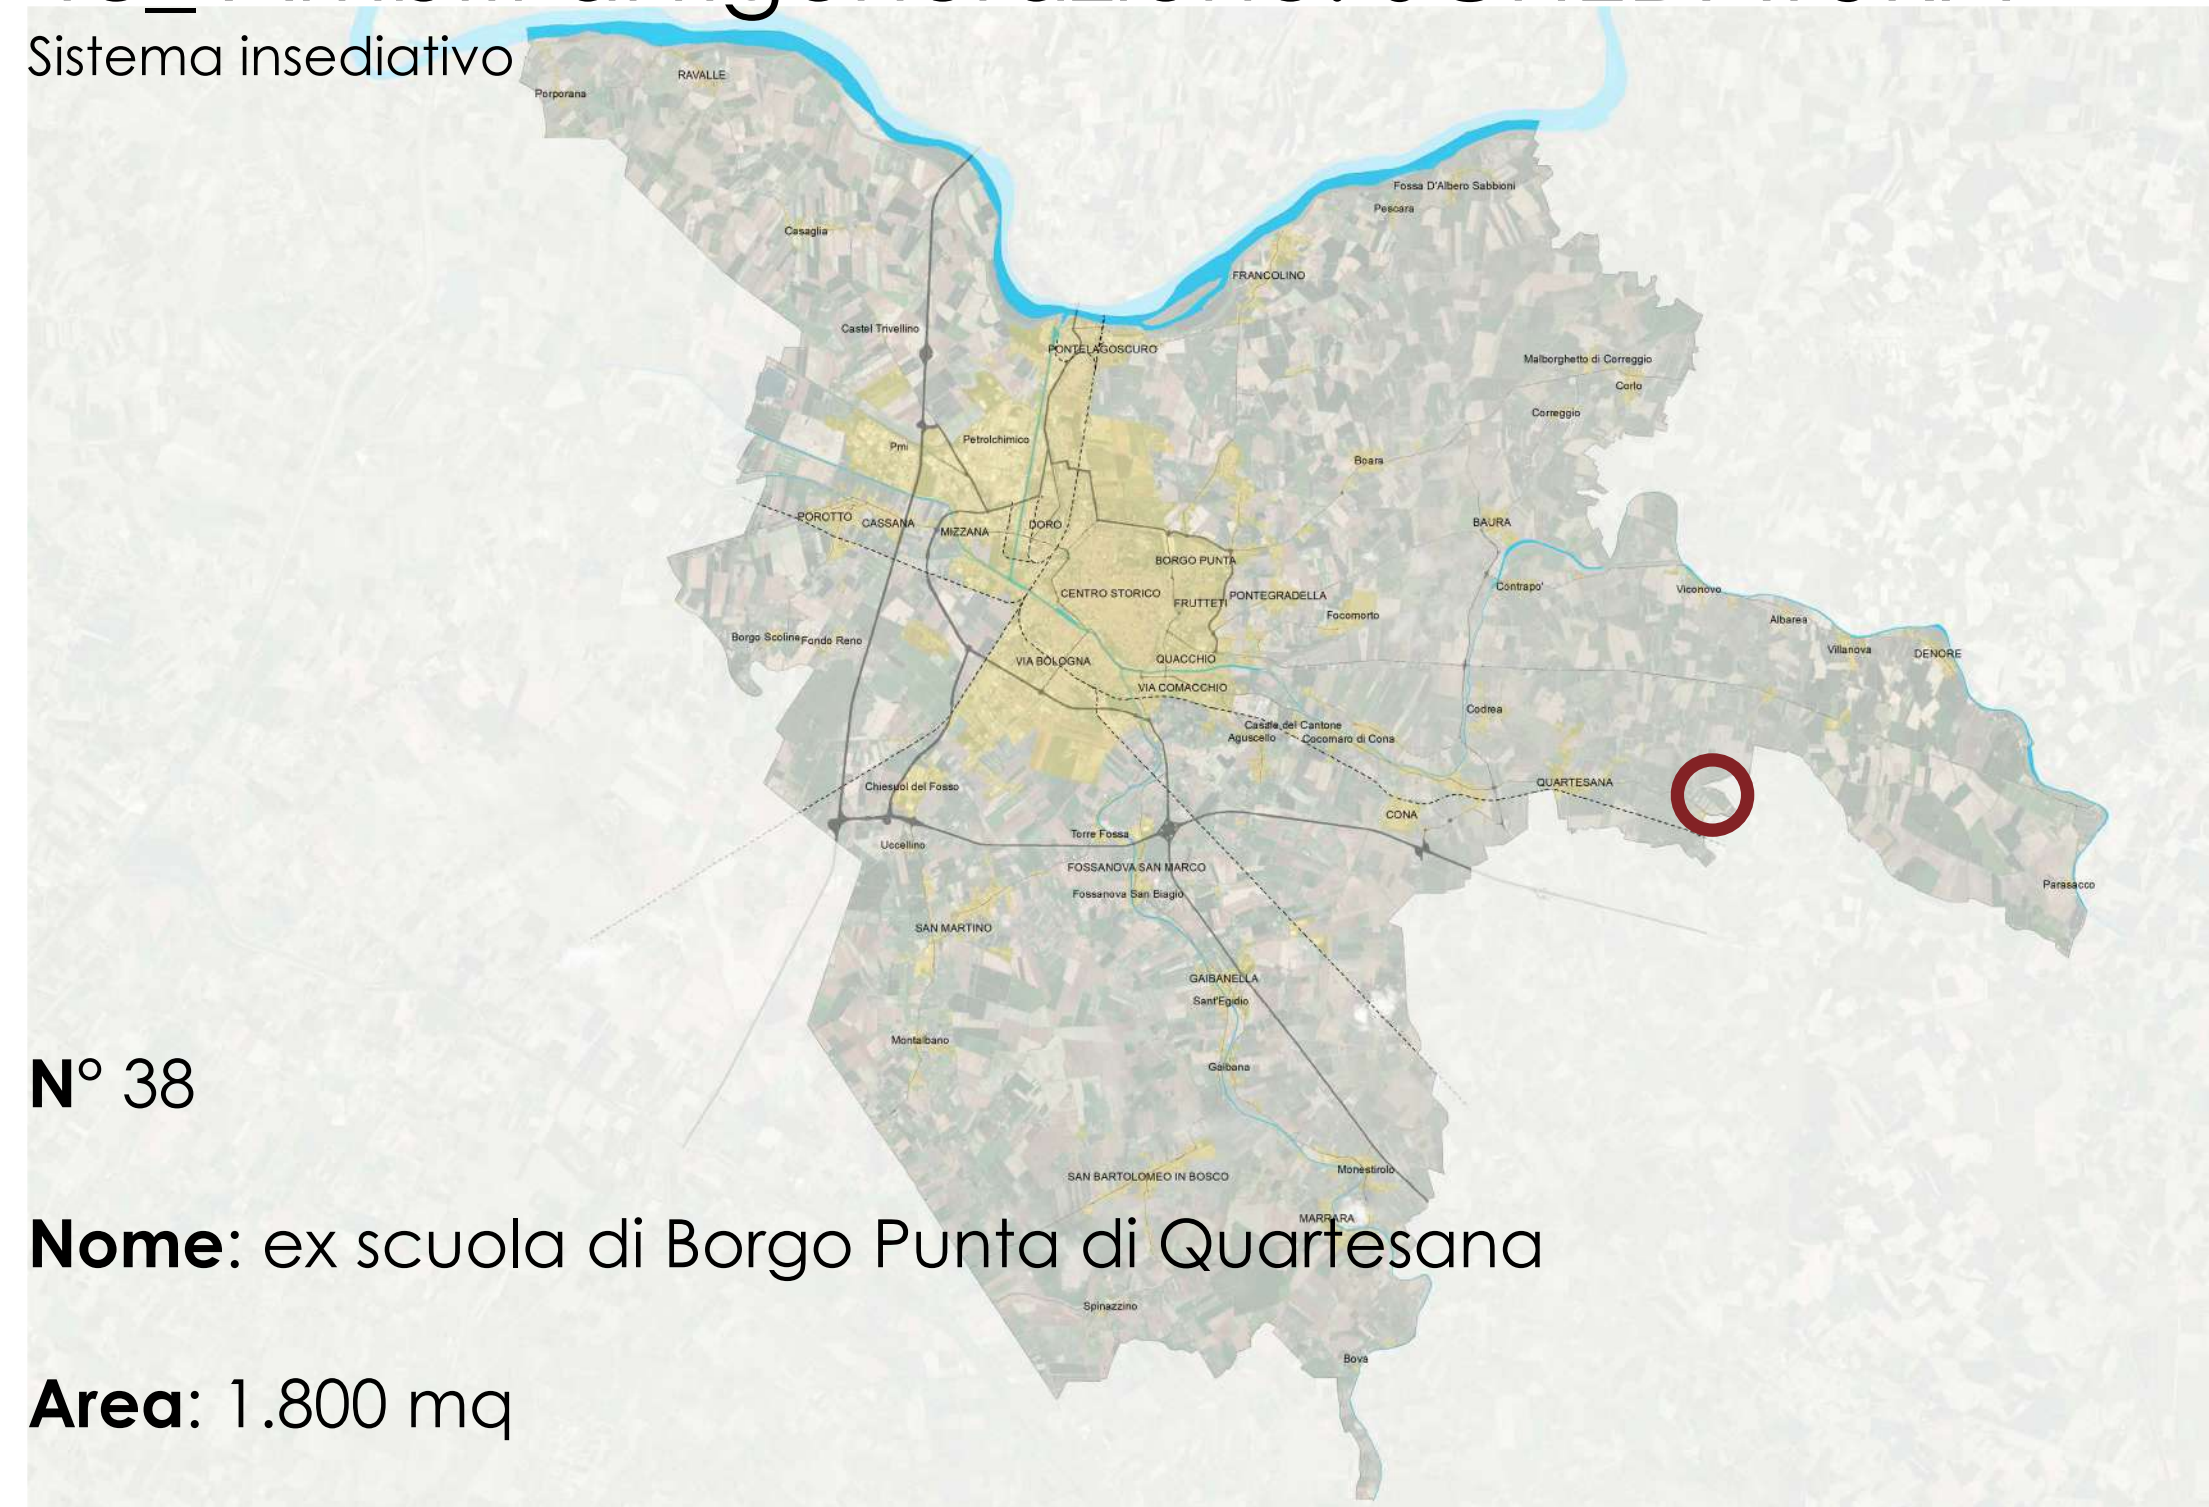 Sistema insediativo
RAVALLE
Porporana
Fossa D'Albero Sabbioni
Pescara
Casaglia
FRANCOLINO
Castel Trivellino
PONTELAGOSCURO
Malborghetto di Correggio
Corlo
Correggio
Petrolchimico
Pmi
Boara
POROTTO
CASSANA
MIZZANA
DORO
BAURA
BORGO PUNTA
CENTRO STORICO
FRUTTETI
PONTEGRADELLA
Contrapo'
Viconovo
Focomorto
Albarea
Borgo Scoline
Fondo Reno
Villanova
DENORE
VIA BOLOGNA
QUACCHIO
VIA COMACCHIO
Codrea
Casale del Cantone
Aguscello
Cocomaro di Cona
Chiesuol del Fosso
QUARTESANA
CONA
Torre Fossa
Uccellino
FOSSANOVA SAN MARCO
Fossanova San Biagio
Parasacco
SAN MARTINO
GAIBANELLA
Sant'Egidio
Montalbano
Gaibana
N° 38
SAN BARTOLOMEO IN BOSCO
Monestirolo
MARRARA
Nome: ex scuola di Borgo Punta di Quartesana
Spinazzino
Bova
Area: 1.800 mq